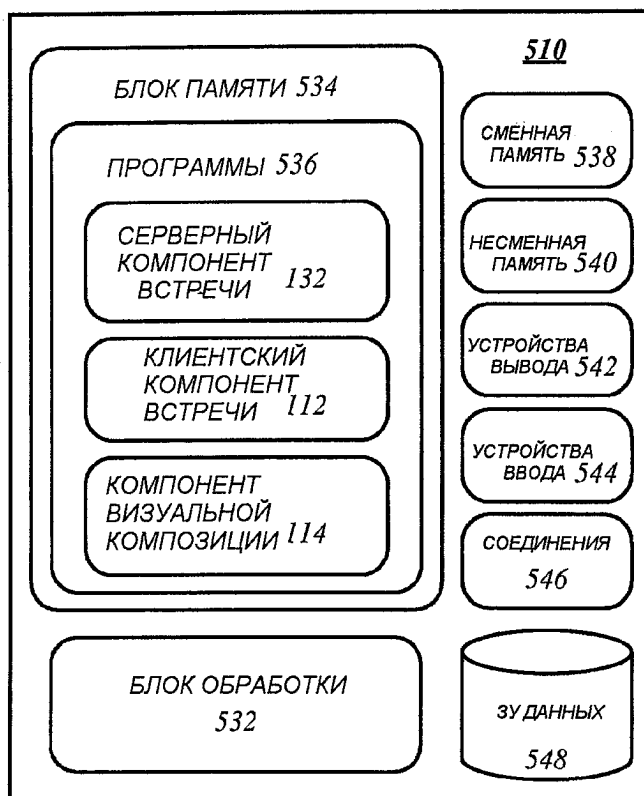 510
БЛОК ПАМЯТИ 534
ПРОГРАММЫ 536
СЕРВЕРНЫЙ
КОМПОНЕНТ
ВСТРЕЧИ 132
КЛИЕНТСКИЙ
КОМПОНЕНТ
ВСТРЕЧИ 112
КОМПОНЕНТ
ВИЗУАЛЬНОЙ
КОМПОЗИЦИИ 114
БЛОК ОБРАБОТКИ
532
СМЕННАЯ
ПАМЯТЬ 538
НЕСМЕННАЯ
ПАМЯТЬ 540
УСТРОЙСТВА
ВЫВОДА 542
УСТРОЙСТВА
ВВОДА 544
СОЕДИНЕНИЯ
546
ЗУ ДАННЫХ
548